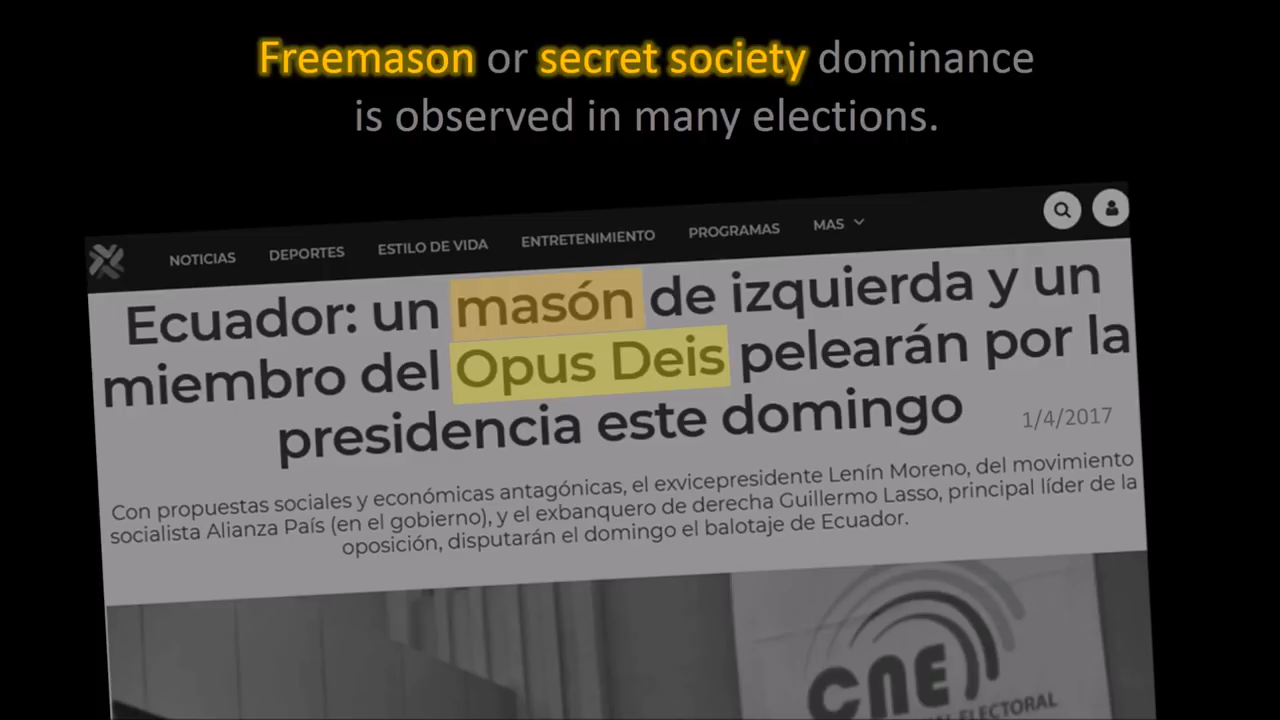 Freemason or secret society dominance
is observed in many elections.
NOTICIAS DEPORTES ESTILO DE VIDA ENTRETENIMIENTO PROGRAMAS MAS
Ecuador: un masón de izquierda y un
miembro del Opus Deis pelearán por la
presidencia este domingo
1/4/2017
Con propuestas sociales y económicas antagónicas, el exvicepresidente Lenín Moreno, del movimiento
socialista Alianza País (en el gobierno), y el exbanquero de derecha Guillermo Lasso, principal líder de la
oposición, disputarán el domingo el balotaje de Ecuador.
CNE
ELECTORAL